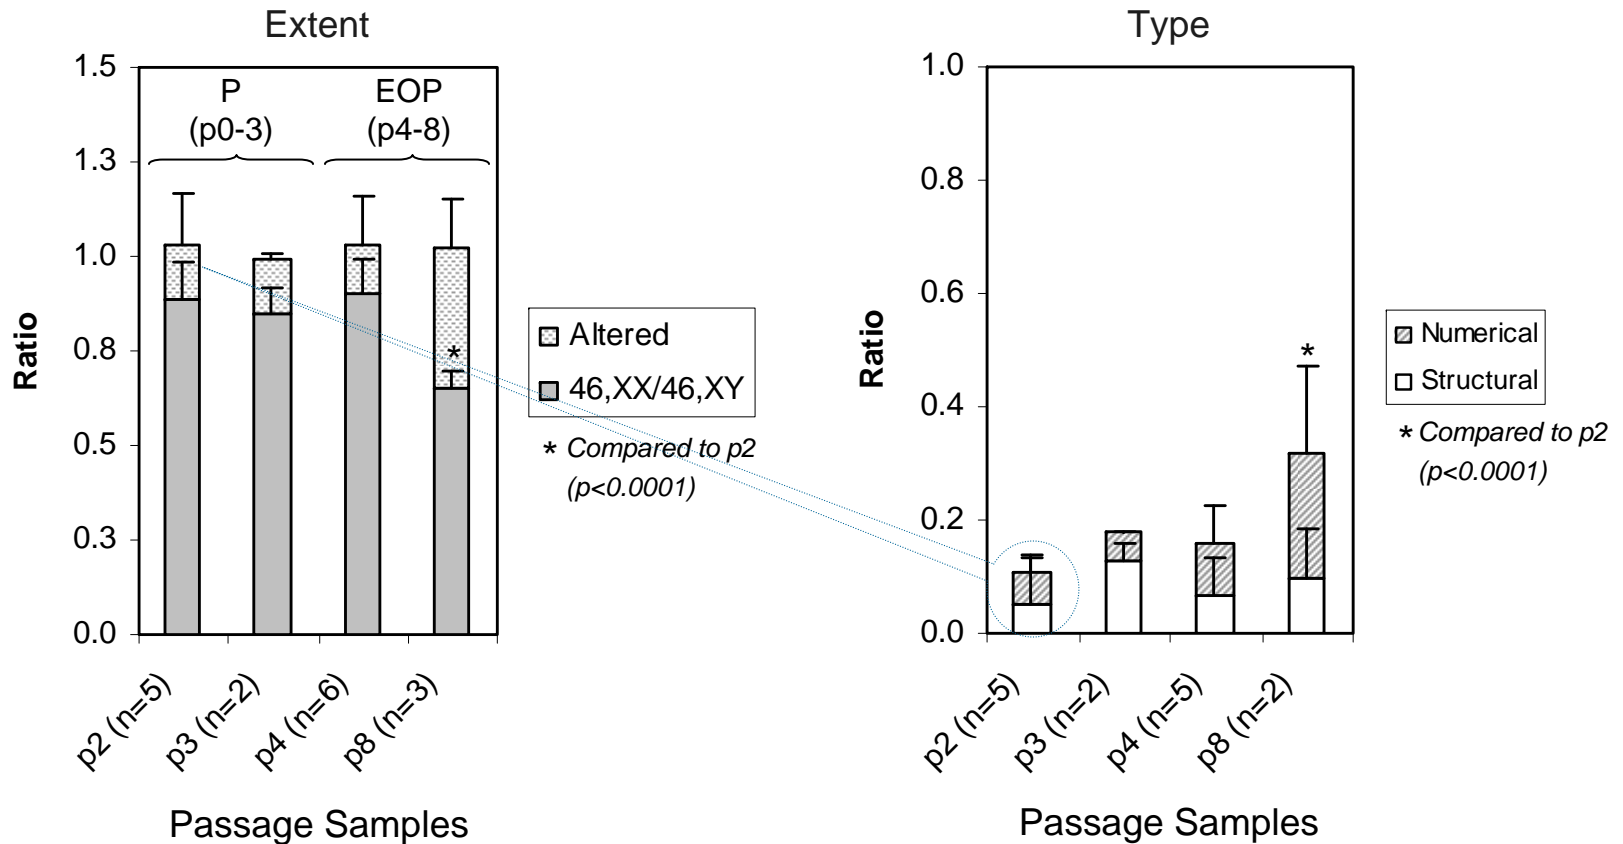 Extent
1.5
1.3
1.0
0.8
0.5
0.3
0.0
Ratio
P
(p0-3)
EOP
(p4-8)
*
p2 (n=5)
p3 (n=2)
p4 (n=6)
p8 (n=3)
Passage Samples
Altered
46,XX/46,XY
* Compared to p2
(p<0.0001)
Type
1.0
0.8
0.6
0.4
0.2
0.0
Ratio
*
p2 (n=5)
p3 (n=2)
p4 (n=5)
p8 (n=2)
Passage Samples
Numerical
Structural
* Compared to p2
(p<0.0001)